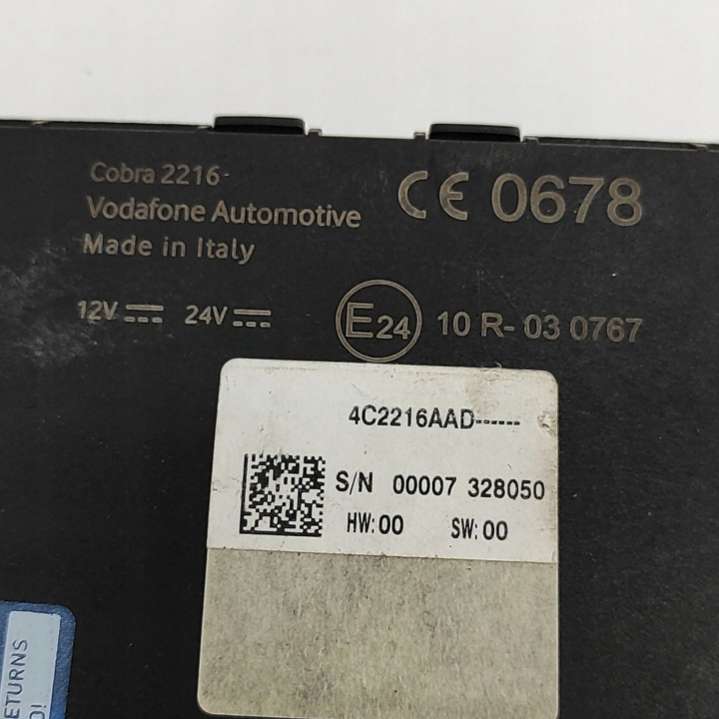 Cobra 2216-
Vodafone Automotive
Made in Italy
CE 0678
12V 24V
E24 10 R- 03 0767
4C2216AAD------
S/N 00007 328050
HW: 00 SW: 00